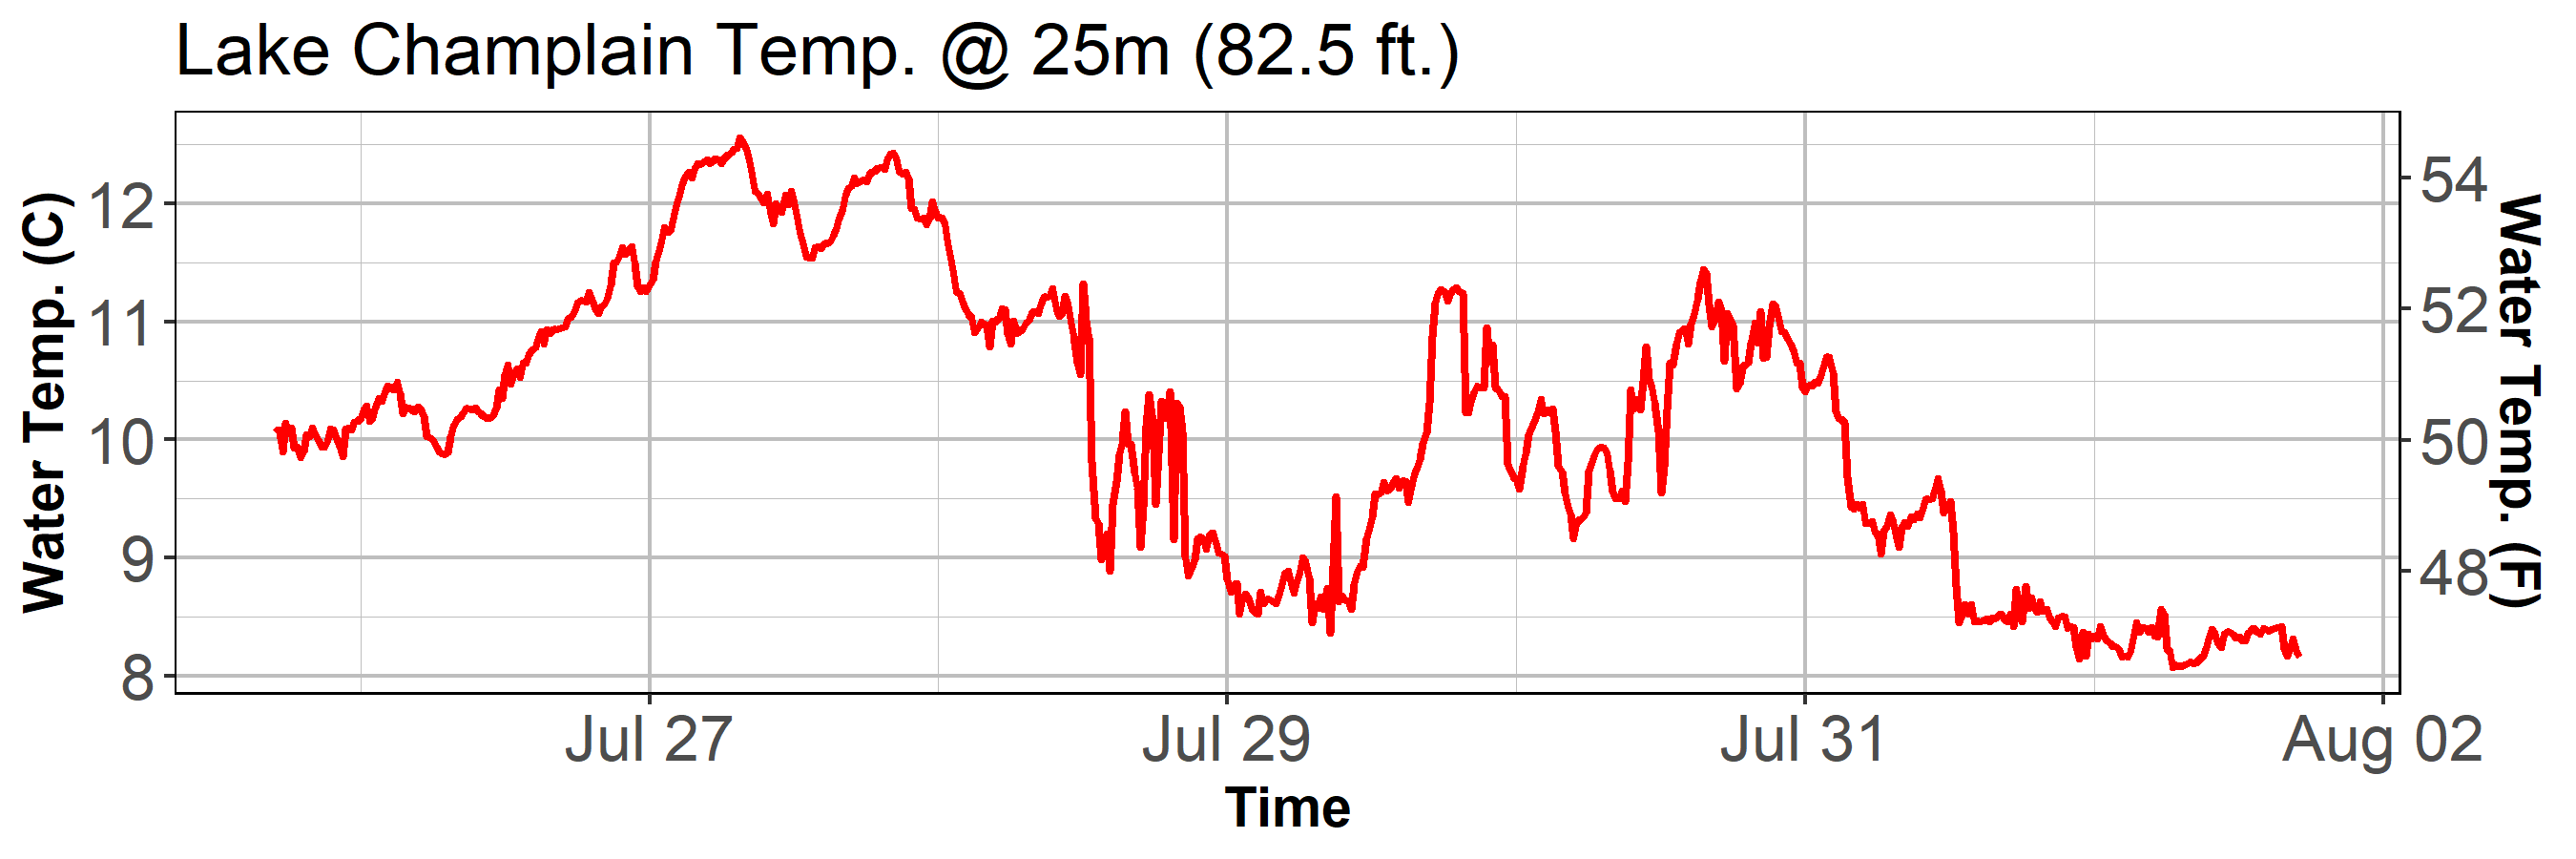 Lake Champlain Temp. @ 25m (82.5 ft.)
Water Temp. (C)
12
11
10
9
8
54
52
50
48
Water Temp. (F)
Jul 27 Jul 29 Jul 31 Aug 02
Time